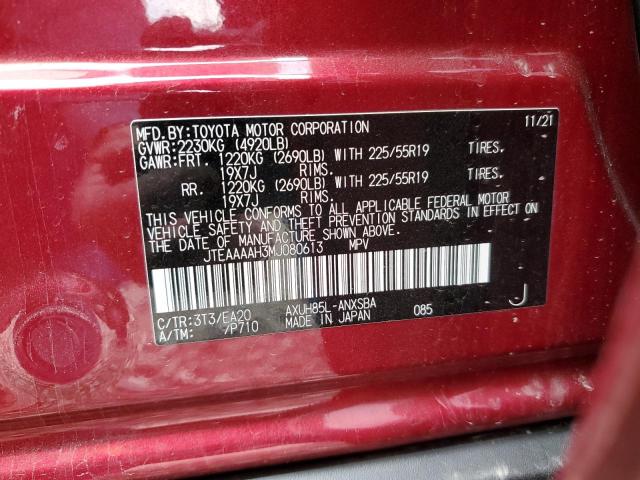 MFD. BY: TOYOTA MOTOR CORPORATION 11/21
GVWR: 2230KG (4920LB)
GAWR: FRT. 1220KG (2690LB) WITH 225/55R19 TIRES.
19X7J RIMS.
RR. 1220KG (2690LB) WITH 225/55R19 TIRES.
19X7J RIMS.
THIS VEHICLE CONFORMS TO ALL APPLICABLE FEDERAL MOTOR
VEHICLE SAFETY, BUMPER, AND THEFT PREVENTION STANDARDS IN EFFECT ON
THE DATE OF MANUFACTURE SHOWN ABOVE.
JTEAAAAH3MJ080613 MPV
C/TR: 3T3/EA20 AXUH85L-ANXSBA 085 J
A/TM: /P710 MADE IN JAPAN